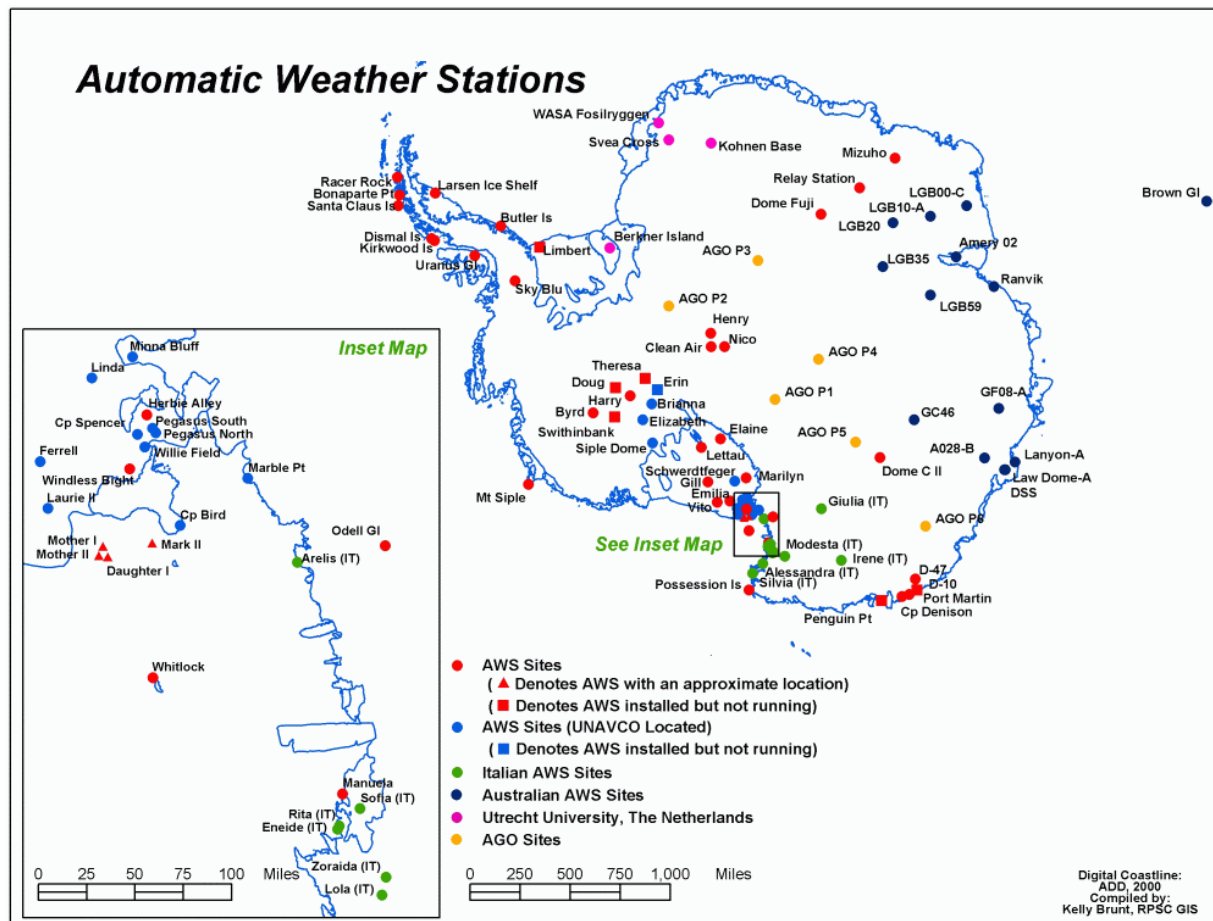 Automatic Weather Stations
WASA Fosilryggen
Svea Cross
Kohnen Base
Mizuho
Relay Station
Dome Fuji
LGB00-C
LGB10-A
LGB20
Brown Gl
Racer Rock
Bonaparte Pt
Santa Claus Is
Larsen Ice Shelf
Butler Is
Dismal Is
Kirkwood Is
Uranus Gl
Limbert
Berkner Island
Sky Blu
AGO P3
LGB35
Amery 02
Ranvik
LGB59
AGO P2
Henry
Clean Air
Nico
AGO P4
Theresa
Doug
Erin
Harry
Brianna
Byrd
Elizabeth
Swithinbank
Siple Dome
AGO P1
GF08-A
GC46
Elaine
Lettau
AGO P5
A028-B
Lanyon-A
Law Dome-A
DSS
Dome C II
Schwerdtfeger
Marilyn
Gill
Emilia
Vito
Mt Siple
Giulia (IT)
AGO P6
See Inset Map
Modesta (IT)
Irene (IT)
Alessandra (IT)
Silvia (IT)
Possession Is
D-47
D-10
Port Martin
Cp Denison
Penguin Pt
Inset Map
Minna Bluff
Linda
Herbie Alley
Pegasus South
Cp Spencer
Pegasus North
Willie Field
Ferrell
Windless Bight
Marble Pt
Laurie II
Cp Bird
Odell Gl
Mother I
Mother II
Mark II
Daughter I
Arelis (IT)
Whitlock
Manuela
Sofia (IT)
Rita (IT)
Eneide (IT)
Zoraida (IT)
Lola (IT)
0 25 50 75 100 Miles
AWS Sites
( Denotes AWS with an approximate location)
( Denotes AWS installed but not running)
AWS Sites (UNAVCO Located)
( Denotes AWS installed but not running)
Italian AWS Sites
Australian AWS Sites
Utrecht University, The Netherlands
AGO Sites
0 250 500 750 1,000 Miles
Digital Coastline:
ADD, 2000
Compiled by:
Kelly Brunt, RPSC GIS